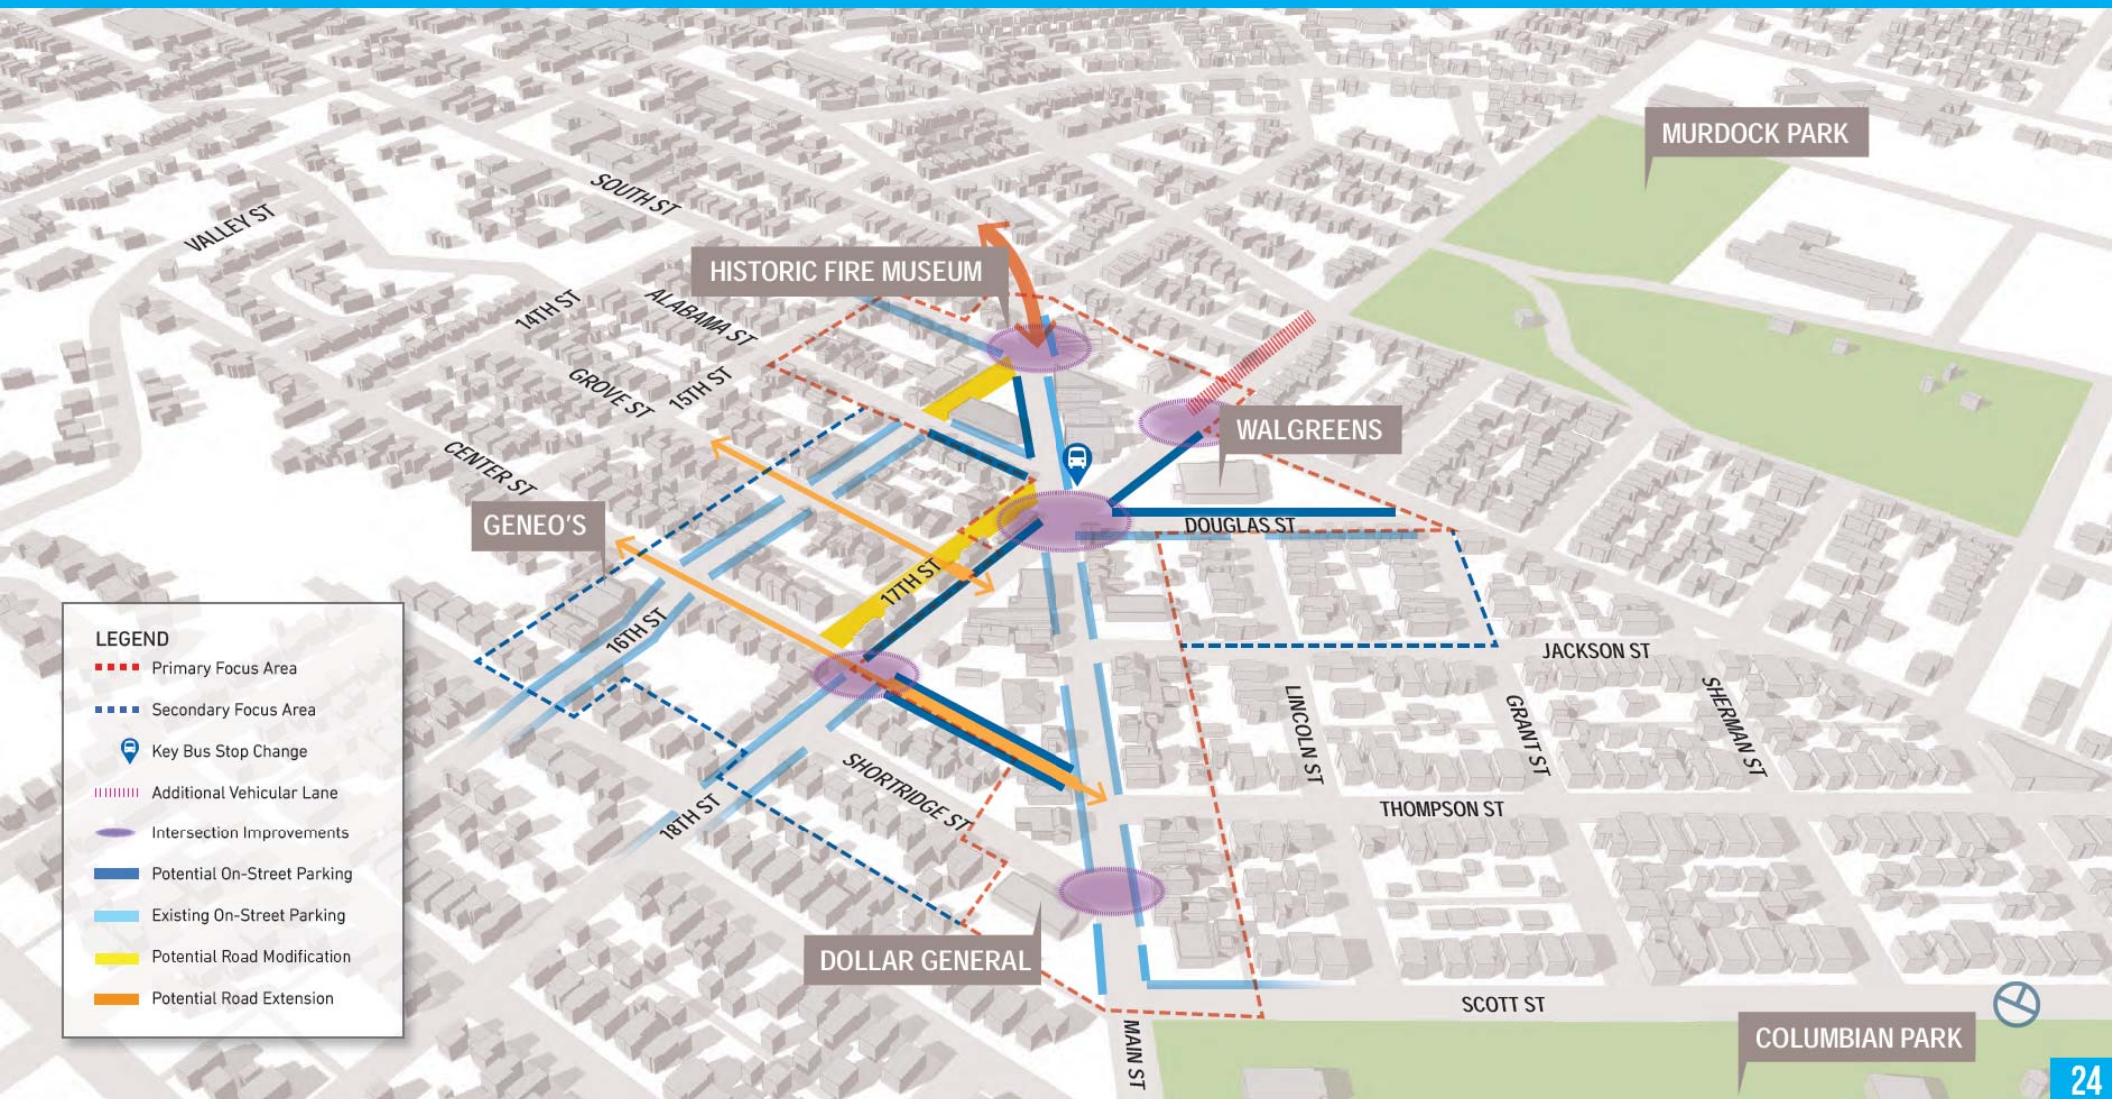 MURDOCK PARK
SOUTH ST
VALLEY ST
HISTORIC FIRE MUSEUM
14TH ST
ALABAMA ST
GROVE ST
15TH ST
WALGREENS
CENTER ST
GENEO'S
DOUGLAS ST
17TH ST
16TH ST
JACKSON ST
LINCOLN ST
GRANT ST
SHERMAN ST
SHORTRIDGE ST
18TH ST
THOMPSON ST
DOLLAR GENERAL
SCOTT ST
MAIN ST
COLUMBIAN PARK
LEGEND
Primary Focus Area
Secondary Focus Area
Key Bus Stop Change
Additional Vehicular Lane
Intersection Improvements
Potential On-Street Parking
Existing On-Street Parking
Potential Road Modification
Potential Road Extension
24